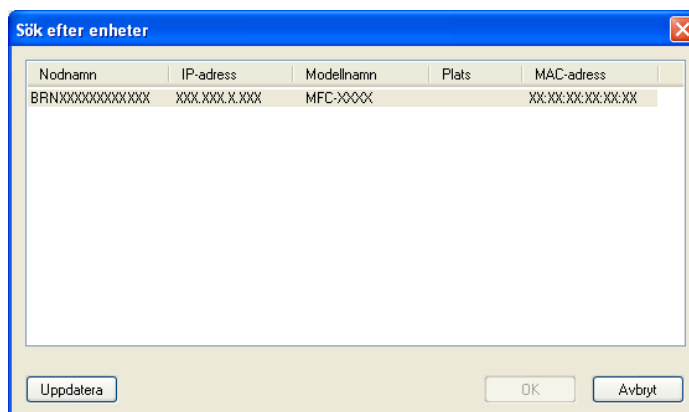 Sök efter enheter
Nodnamn IP-adress Modellnamn Plats MAC-adress
BRNXXXXXXXXXXXX XXX.XXX.X.XXX MFC-XXXX XX:XX:XX:XX:XX:XX
Uppdatera OK Avbryt